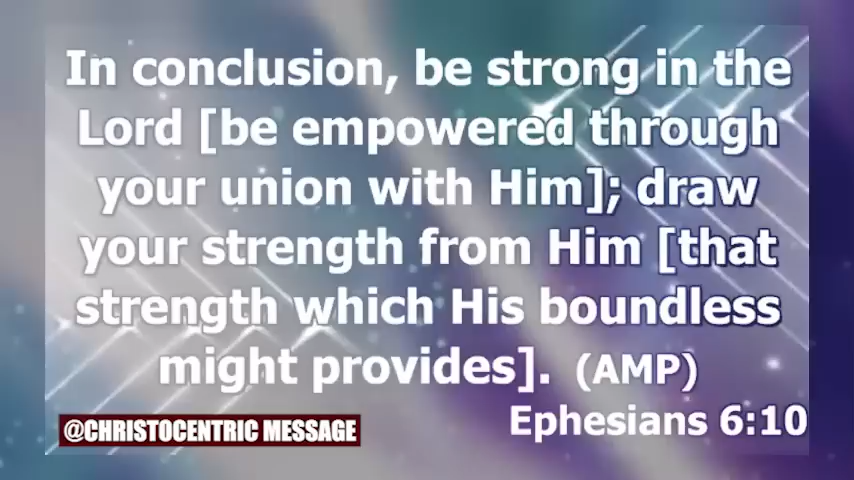 In conclusion, be strong in the
Lord [be empowered through
your union with Him]; draw
your strength from Him [that
strength which His boundless
might provides]. (AMP)
Ephesians 6:10
@CHRISTOCENTRIC MESSAGE